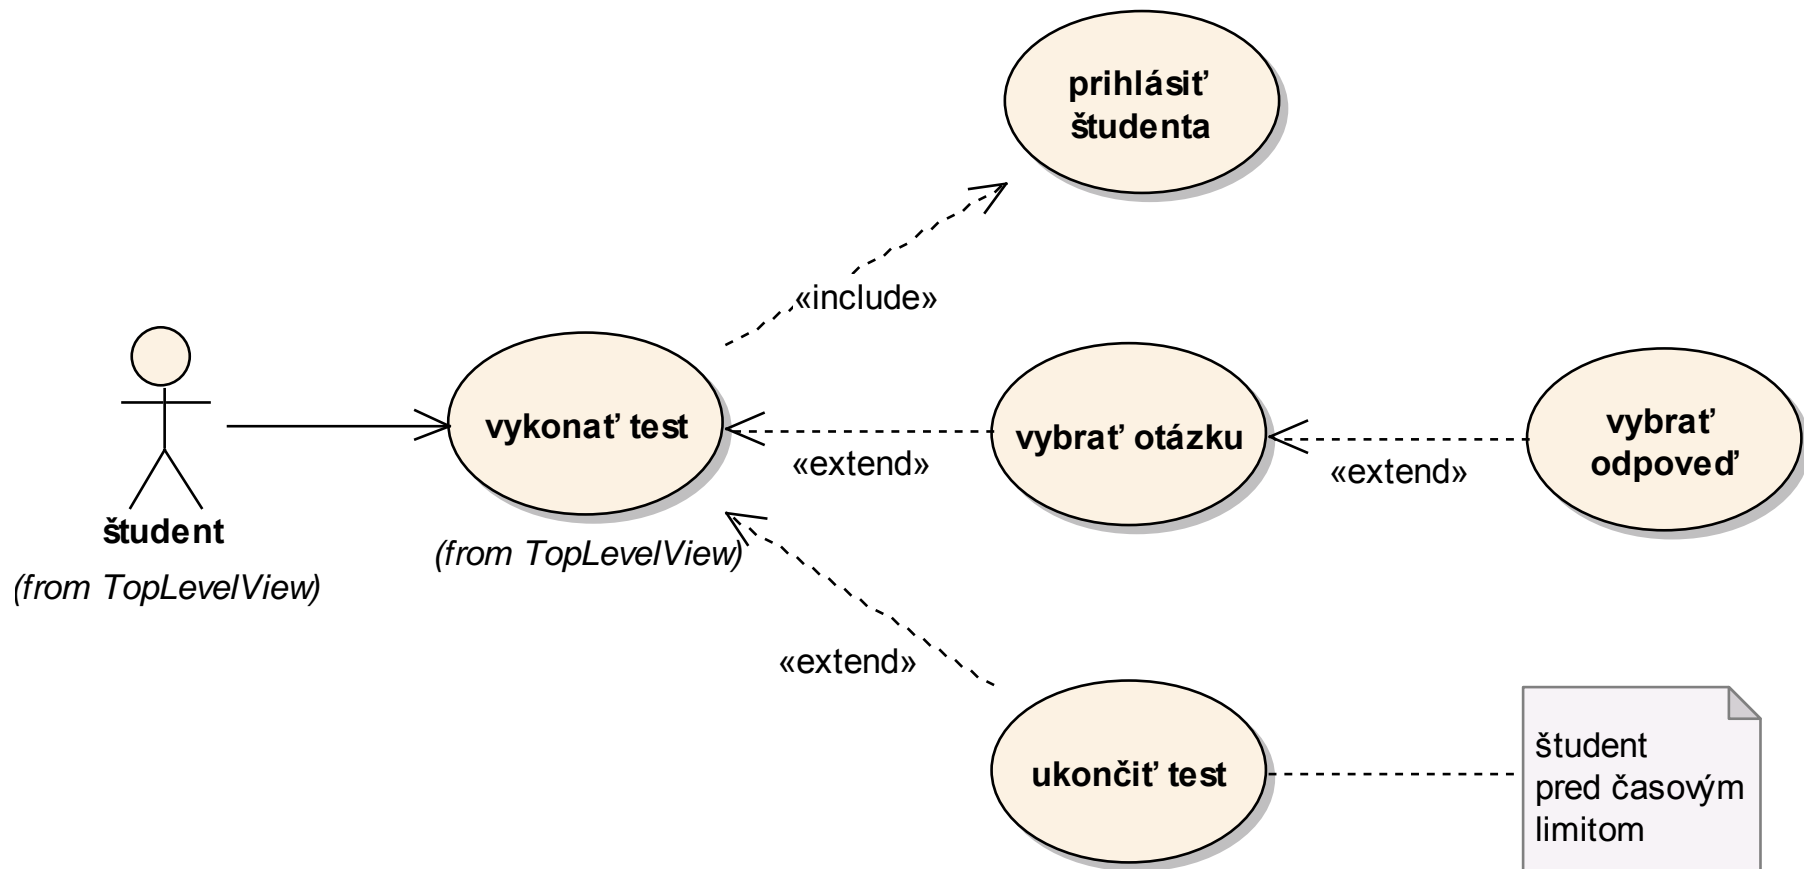 prihlásiť
študenta
«include»
vykonať test
(from TopLevelView)
študent
(from TopLevelView)
vybrať otázku
«extend»
vybrať
odpoveď
«extend»
«extend»
ukončiť test
študent
pred časovým
limitom